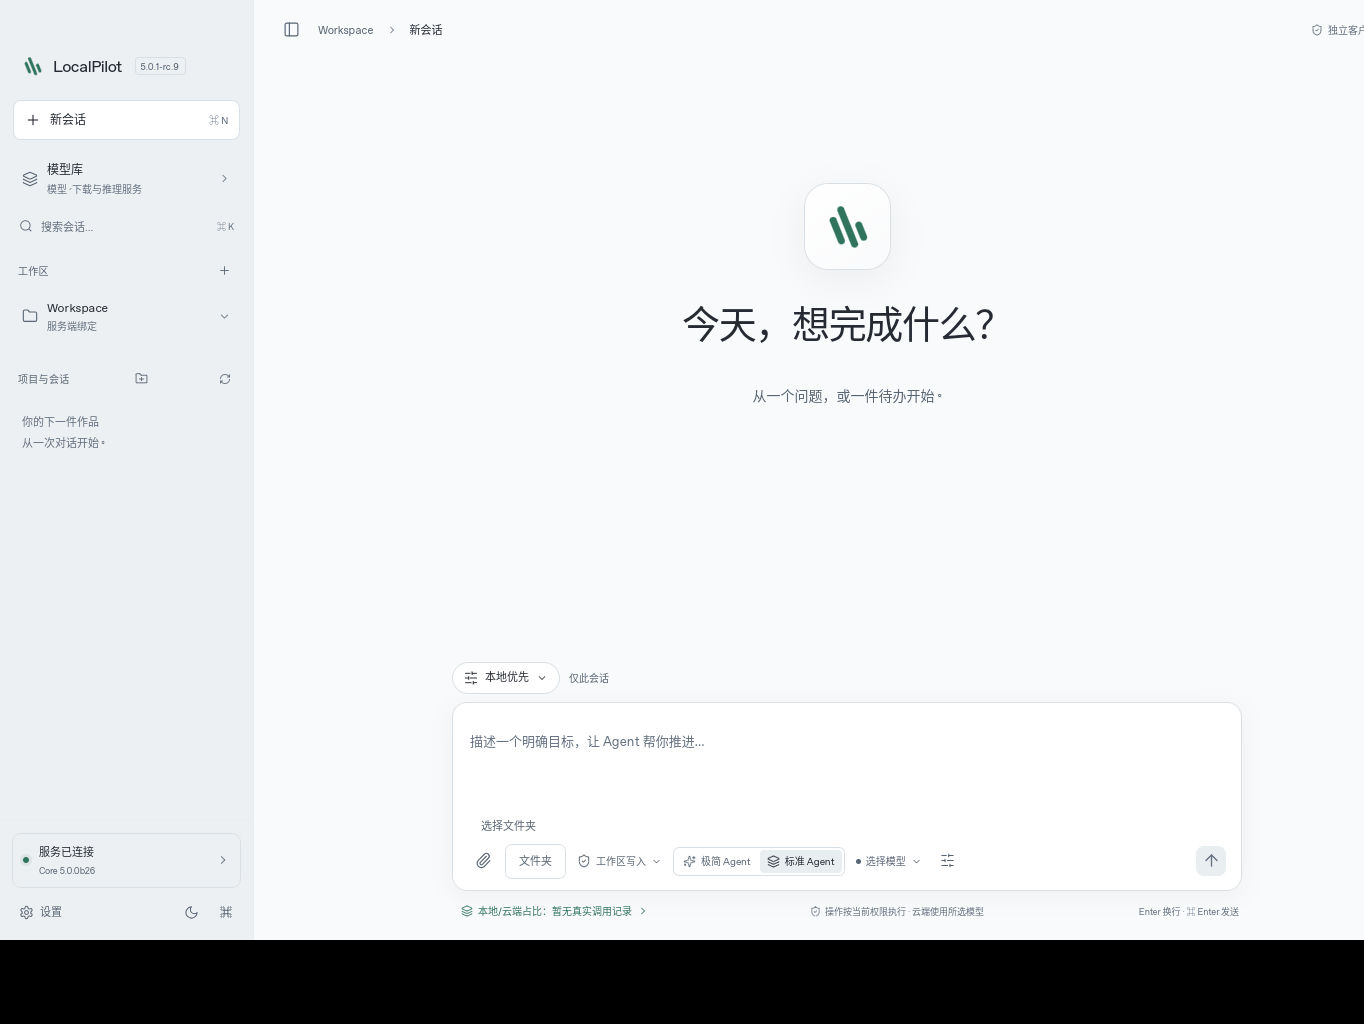 LocalPilot 5.0.1-rc.9
新会话 ⌘N
模型库
模型·下载与推理服务
搜索会话... ⌘K
工作区
Workspace
服务端绑定
项目与会话
你的下一件作品
从一次对话开始。
服务已连接
Core 5.0.0b26
设置
Workspace > 新会话
独立客户
今天，想完成什么？
从一个问题，或一件待办开始。
本地优先 仅此会话
描述一个明确目标，让 Agent 帮你推进...
选择文件夹
文件夹 工作区写入 极简 Agent 标准 Agent 选择模型
本地/云端占比：暂无真实调用记录
操作按当前权限执行·云端使用所选模型
Enter 换行·⌘ Enter 发送